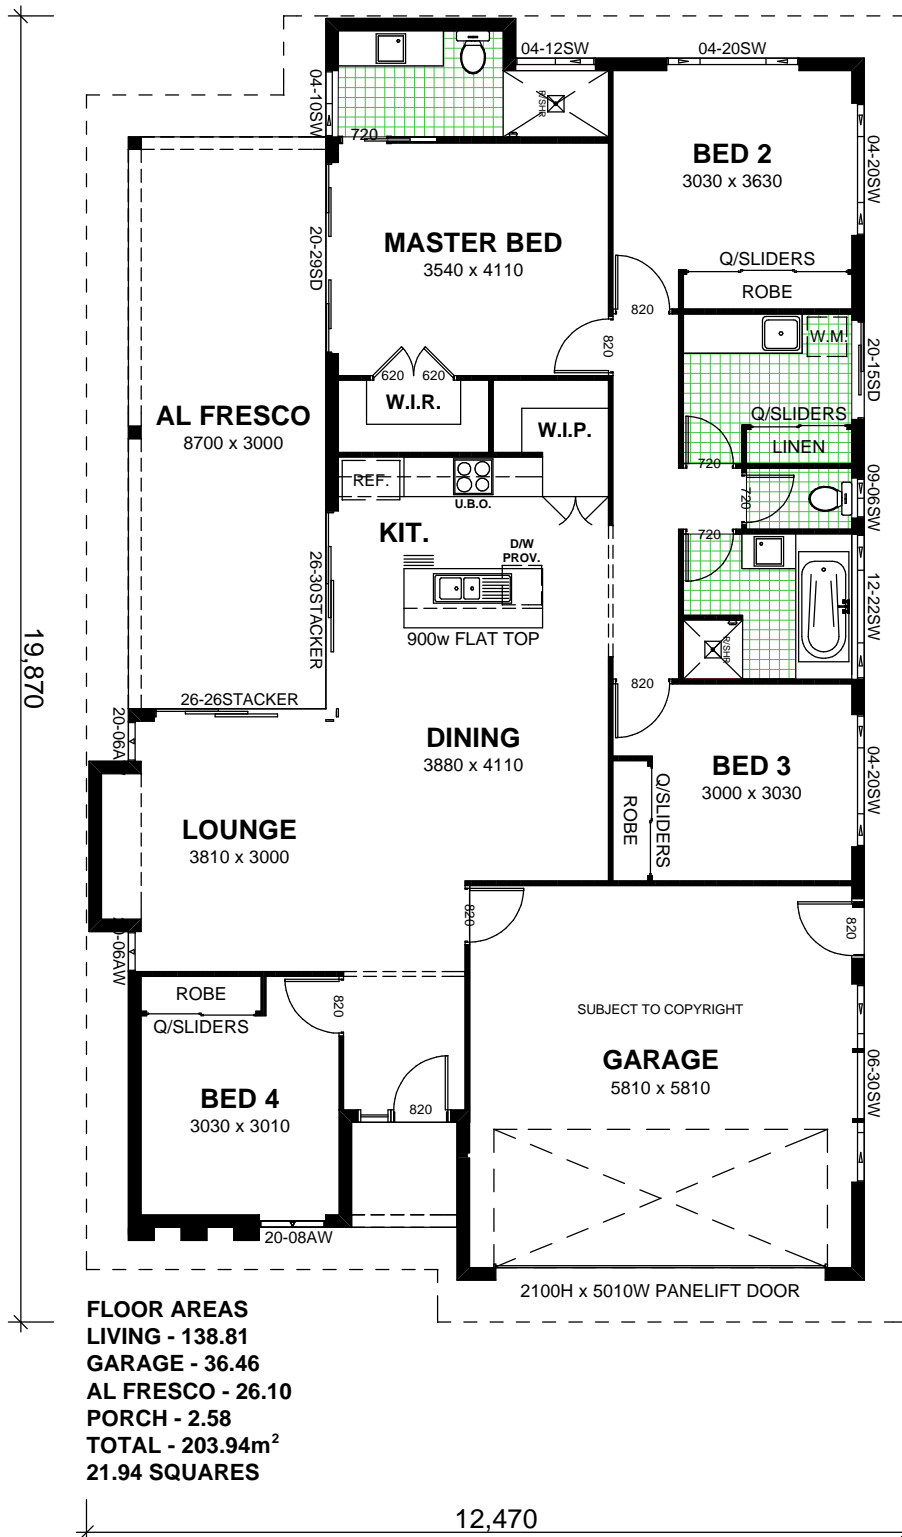 04-12SW
04-20SW
04-10SW
R/SHR
720
BED 2
3030 x 3630
04-20SW
MASTER BED
3540 x 4110
20-29SD
Q/SLIDERS
ROBE
820
820
W.M.
20-15SD
620 620
W.I.R.
AL FRESCO
8700 x 3000
W.I.P.
Q/SLIDERS
LINEN
720
REF.
U.B.O.
09-06SW
720
KIT.
D/W
PROV.
720
26-30STACKER
12-22SW
900w FLAT TOP
R/SHR
19,870
820
26-26STACKER
20-06A
DINING
3880 x 4110
BED 3
3000 x 3030
04-20SW
Q/SLIDERS
ROBE
LOUNGE
3810 x 3000
820
820
-06AW
ROBE
Q/SLIDERS
820
SUBJECT TO COPYRIGHT
GARAGE
5810 x 5810
06-30SW
BED 4
3030 x 3010
820
20-08AW
2100H x 5010W PANELIFT DOOR
FLOOR AREAS
LIVING - 138.81
GARAGE - 36.46
AL FRESCO - 26.10
PORCH - 2.58
TOTAL - 203.94m²
21.94 SQUARES
12,470